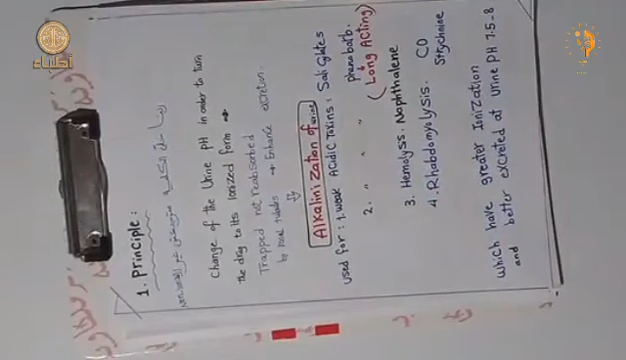 أطباء
1. Principle:
Change of the Urine pH in order to turn
the drug to its Ionized form →
Trapped not reabsorbed
by renal tubules → Enhance excretion.
Alkalinization of urine
used for: 1. weak Acidic Toxins: Salicylates
2. " " " phenobarb.
(Long Acting)
3. Hemolysis. Naphthalene
4. Rhabdomyolysis. CO
Strychnine
which have greater Ionization
and better excreted at Urine PH 7.5-8